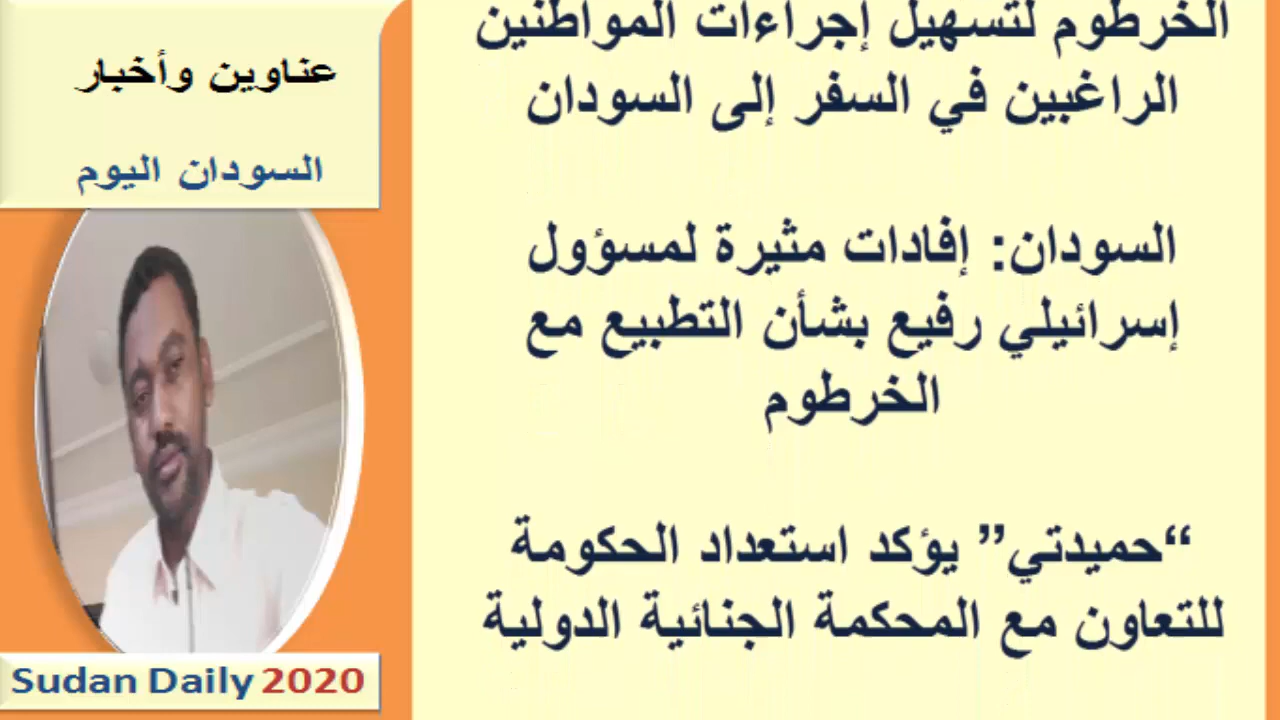 عناوين وأخبار
السودان اليوم
Sudan Daily 2020
الخرطوم لتسهيل إجراءات المواطنين
الراغبين في السفر إلى السودان
السودان: إفادات مثيرة لمسؤول
إسرائيلي رفيع بشأن التطبيع مع
الخرطوم
“حميدتي” يؤكد استعداد الحكومة
للتعاون مع المحكمة الجنائية الدولية